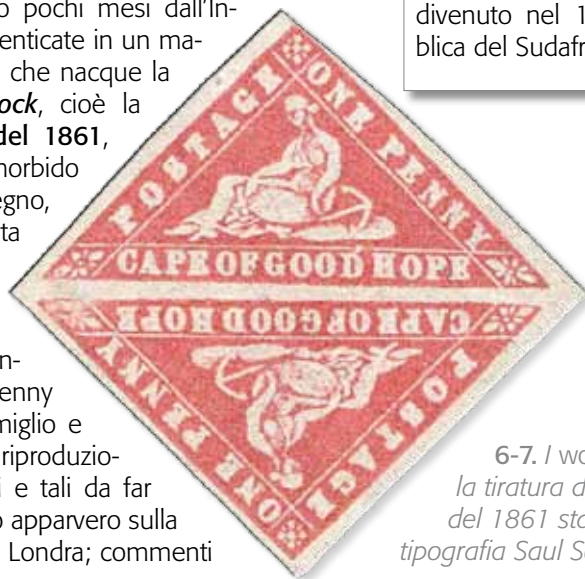 o pochi mesi dall'In-
enticate in un ma-
che nacque la
ock, cioè la
del 1861,
morbido
egno,
ta
n-
enny
miglio e
riproduzio-
i e tali da far
o apparvero sulla
Londra; commenti
divenuto nel 1
blica del Sudafr
POSTAGE
ONE PENNY
CAPE OF GOOD HOPE
CAPE OF GOOD HOPE
ONE PENNY
POSTAGE
6-7. I wo
la tiratura d
del 1861 sto
tipografia Saul So